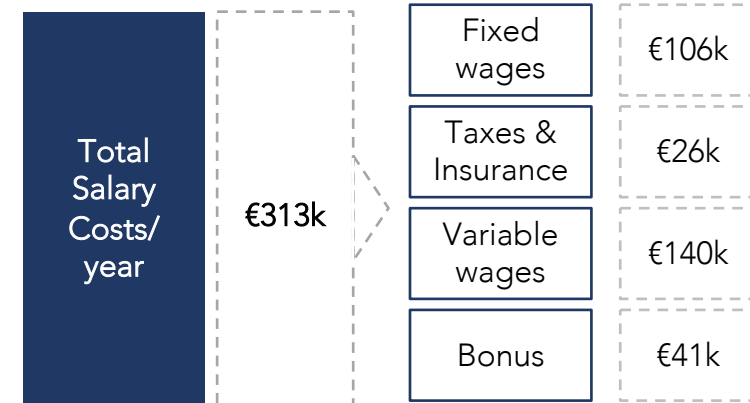 Total
Salary
Costs/
year
€313k
Fixed
wages
€106k
Taxes &
Insurance
€26k
Variable
wages
€140k
Bonus
€41k